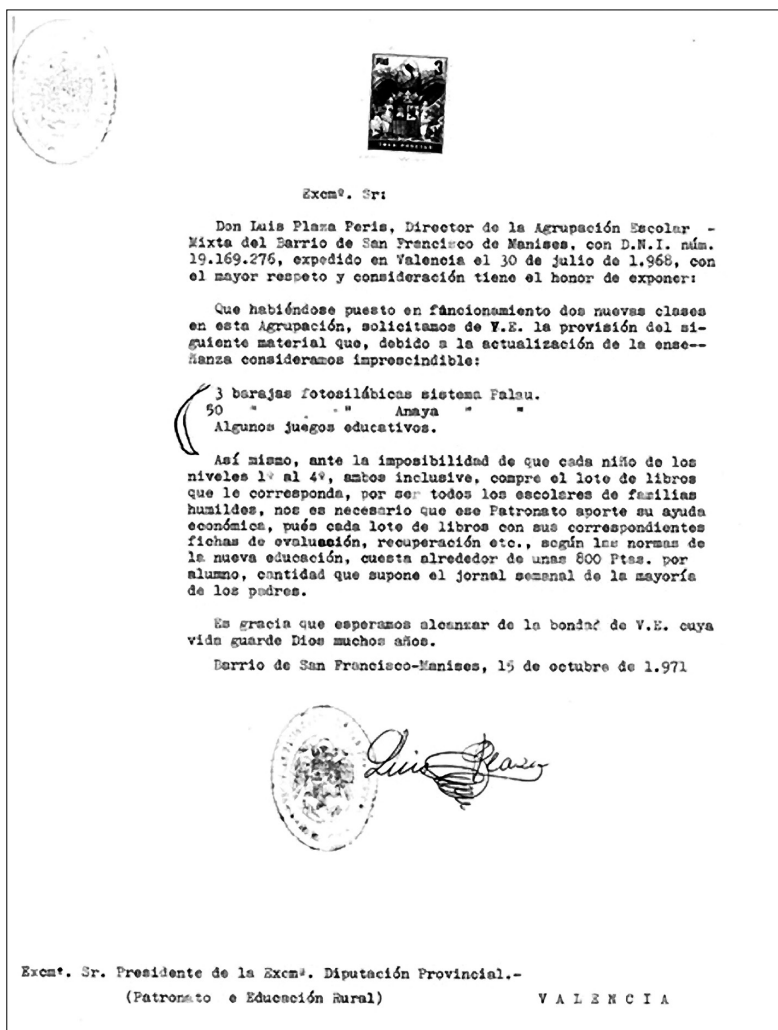 3
TRES PESETAS
Excmº. Sr:
Don Luis Plaza Peris, Director de la Agrupación Escolar -
Mixta del Barrio de San Francisco de Manises, con D.N.I. núm.
19.169.276, expedido en Valencia el 30 de julio de 1.968, con
el mayor respeto y consideración tiene el honor de exponer:
Que habiéndose puesto en funcionamiento dos nuevas clases
en esta Agrupación, solicitamos de V.E. la provisión del si-
guiente material que, debido a la actualización de la ense--
ñanza consideramos imprescindible:
3 barajas fotosilábicas sistema Palau.
50 " " Anaya " "
Algunos juegos educativos.
Así mismo, ante la imposibilidad de que cada niño de los
niveles 1º al 4º, ambos inclusive, compre el lote de libros
que le corresponda, por ser todos los escolares de familias
humildes, nos es necesario que ese Patronato aporte su ayuda
económica, pués cada lote de libros con sus correspondientes
fichas de evaluasión, recuperación etc., según las normas de
la nueva educación, cuesta alrededor de unas 800 Ptas. por
alumno, cantidad que supone el jornal semanal de la mayoría
de los padres.
Es gracia que esperamos alcanzar de la bondad de V.E. cuya
vida guarde Dios muchos años.
Barrio de San Francisco-Manises, 15 de octubre de 1.971
Luis Plaza
Excmº. Sr. Presidente de la Excmª. Diputación Provincial.-
(Patronato e Educación Rural) VALENCIA